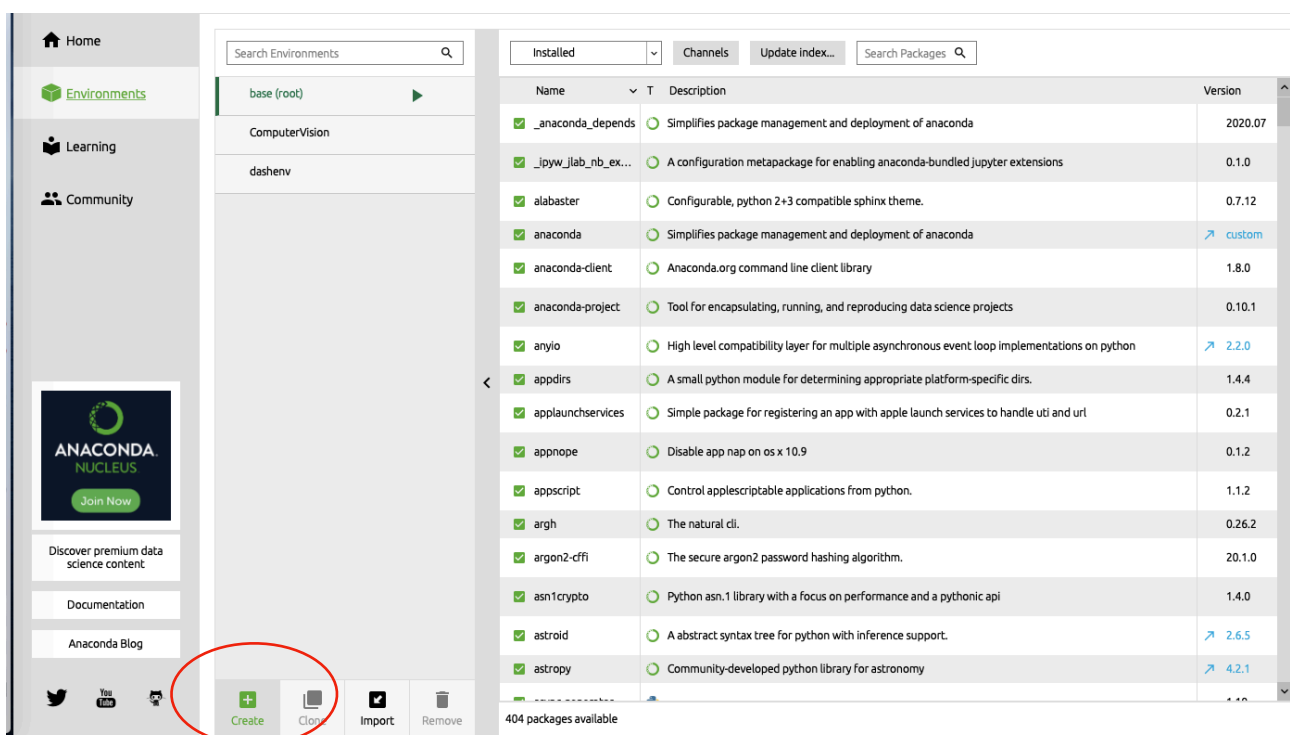 Home
Environments
Learning
Community
ANACONDA.
NUCLEUS
Join Now
Discover premium data
science content
Documentation
Anaconda Blog
You
Tube
Search Environments
base (root)
ComputerVision
dashenv
Create
Clone
Import
Remove
Installed
Channels
Update index...
Search Packages
Name T Description Version
_anaconda_depends Simplifies package management and deployment of anaconda 2020.07
_ipyw_jlab_nb_ex... A configuration metapackage for enabling anaconda-bundled jupyter extensions 0.1.0
alabaster Configurable, python 2+3 compatible sphinx theme. 0.7.12
anaconda Simplifies package management and deployment of anaconda custom
anaconda-client Anaconda.org command line client library 1.8.0
anaconda-project Tool for encapsulating, running, and reproducing data science projects 0.10.1
anyio High level compatibility layer for multiple asynchronous event loop implementations on python 2.2.0
appdirs A small python module for determining appropriate platform-specific dirs. 1.4.4
applaunchservices Simple package for registering an app with apple launch services to handle uti and url 0.2.1
appnope Disable app nap on os x 10.9 0.1.2
appscript Control applescriptable applications from python. 1.1.2
argh The natural cli. 0.26.2
argon2-cffi The secure argon2 password hashing algorithm. 20.1.0
asn1crypto Python asn.1 library with a focus on performance and a pythonic api 1.4.0
astroid A abstract syntax tree for python with inference support. 2.6.5
astropy Community-developed python library for astronomy 4.2.1
404 packages available